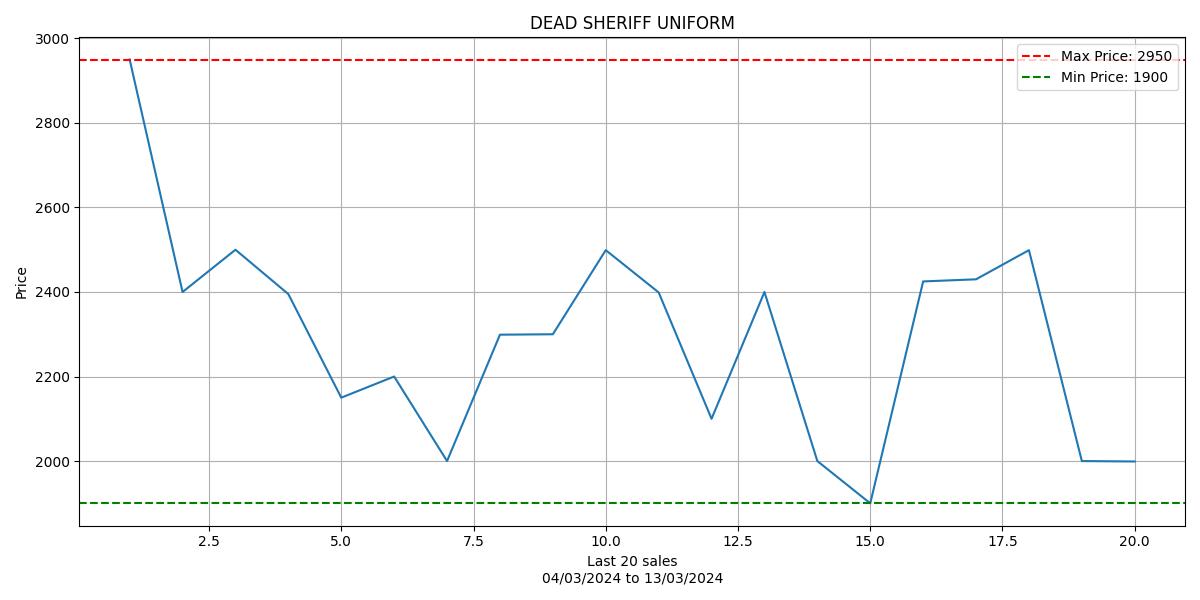 DEAD SHERIFF UNIFORM
3000
2800
2600
2400
2200
2000
Price
Max Price: 2950
Min Price: 1900
2.5 5.0 7.5 10.0 12.5 15.0 17.5 20.0
Last 20 sales
04/03/2024 to 13/03/2024